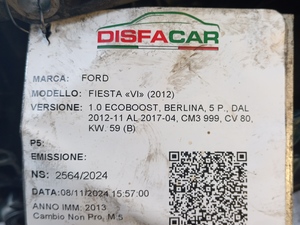 DISFACAR
MARCA: FORD
MODELLO: FIESTA «VI» (2012)
VERSIONE: 1.0 ECOBOOST, BERLINA, 5 P., DAL
2012-11 AL 2017-04, CM3 999, CV 80,
KW. 59 (B)
P5:
EMISSIONE:
NS: 2564/2024
DATA: 08/11/2024 15:57:00
ANNO IMM: 2013
Cambio Non Pro, M 5